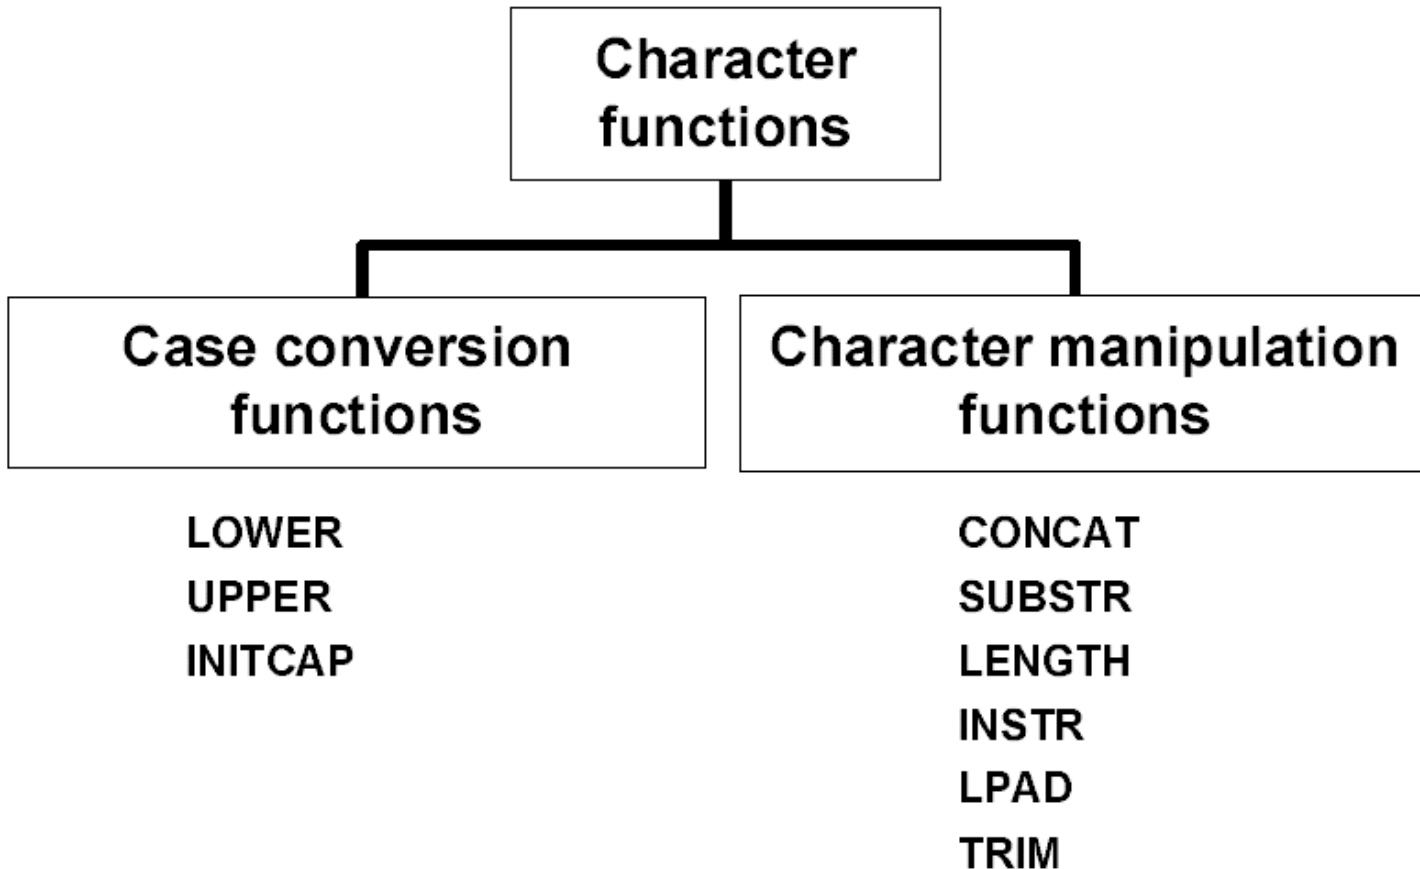 Character
functions
Case conversion
functions
Character manipulation
functions
LOWER
UPPER
INITCAP
CONCAT
SUBSTR
LENGTH
INSTR
LPAD
TRIM